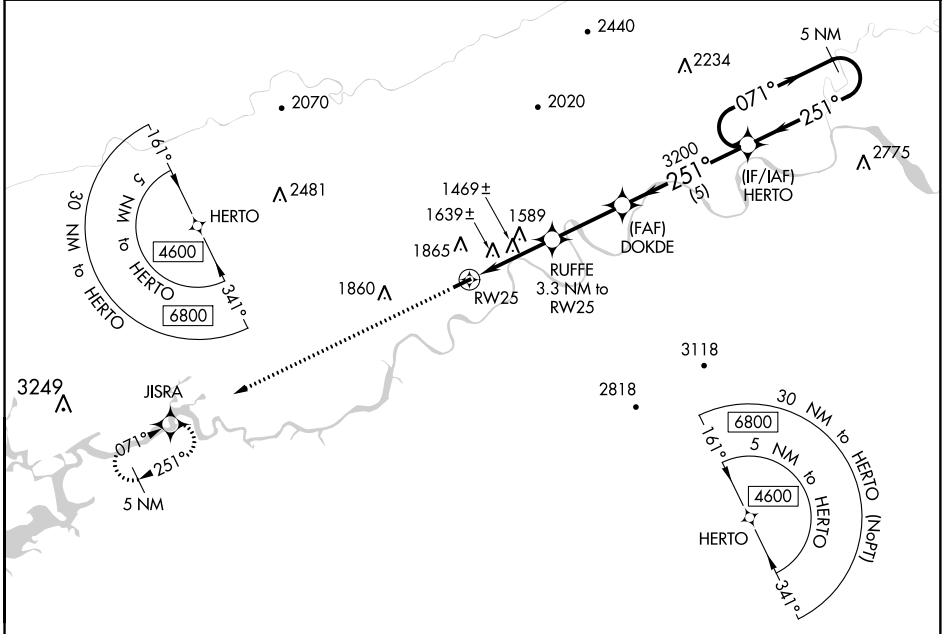 2440
5 NM
2234
071°
251°
2070
2020
161°
3200
251°
(5)
(IF/IAF)
HERTO
2775
30 NM to HERTO
5 NM to HERTO
HERTO
2481
1469±
1639±
1589
(FAF)
DOKDE
4600
1865
RUFFE
3.3 NM to
RW25
341°
6800
1860
RW25
3118
3249
JISRA
2818
071°
251°
5 NM
30 NM to HERTO (NoPT)
6800
161°
5 NM to HERTO
4600
HERTO
341°